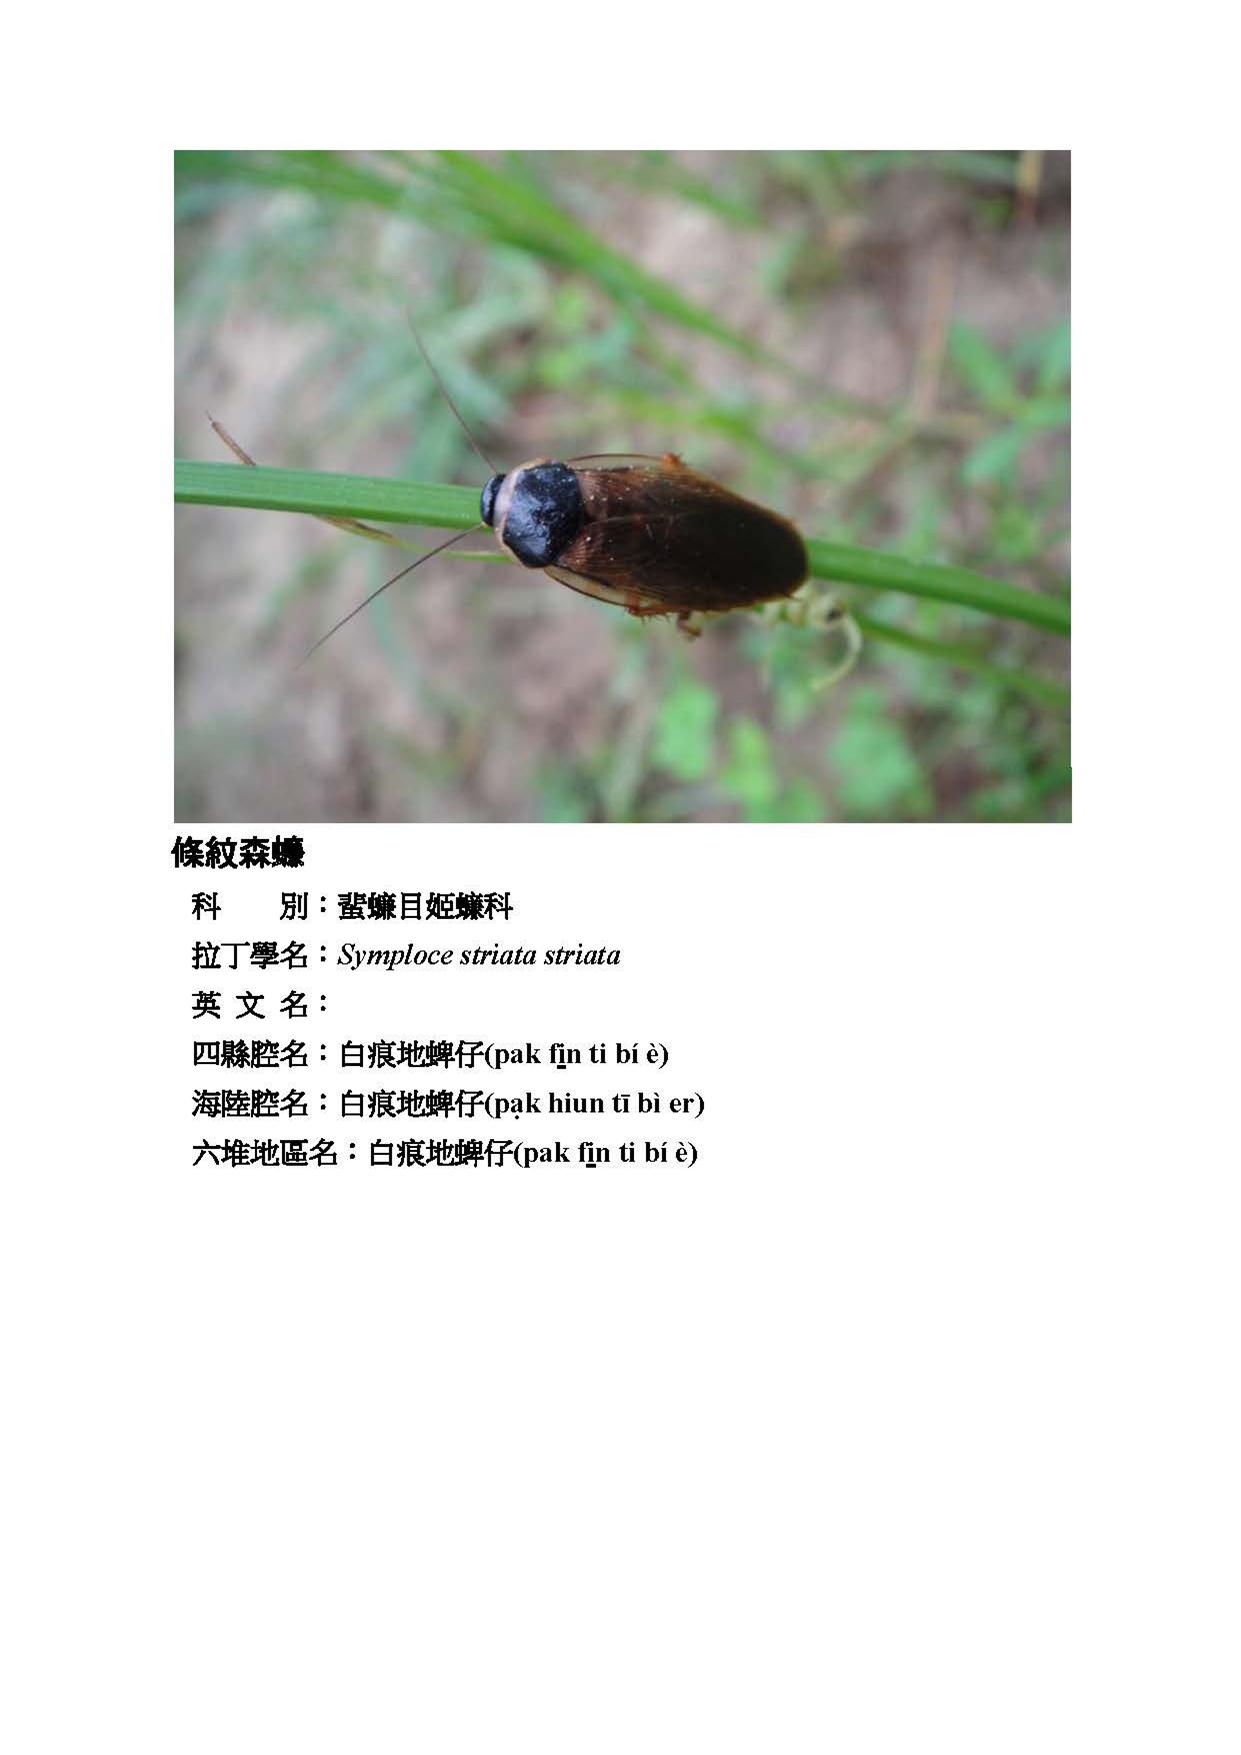 條紋森蠊
科　　別：蜚蠊目姬蠊科
拉丁學名：Symploce striata striata
英 文 名：
四縣腔名：白痕地蜱仔(pak fi̱n ti bí è)
海陸腔名：白痕地蜱仔(pa̩k hiun tī bì er)
六堆地區名：白痕地蜱仔(pak fi̱n ti bí è)